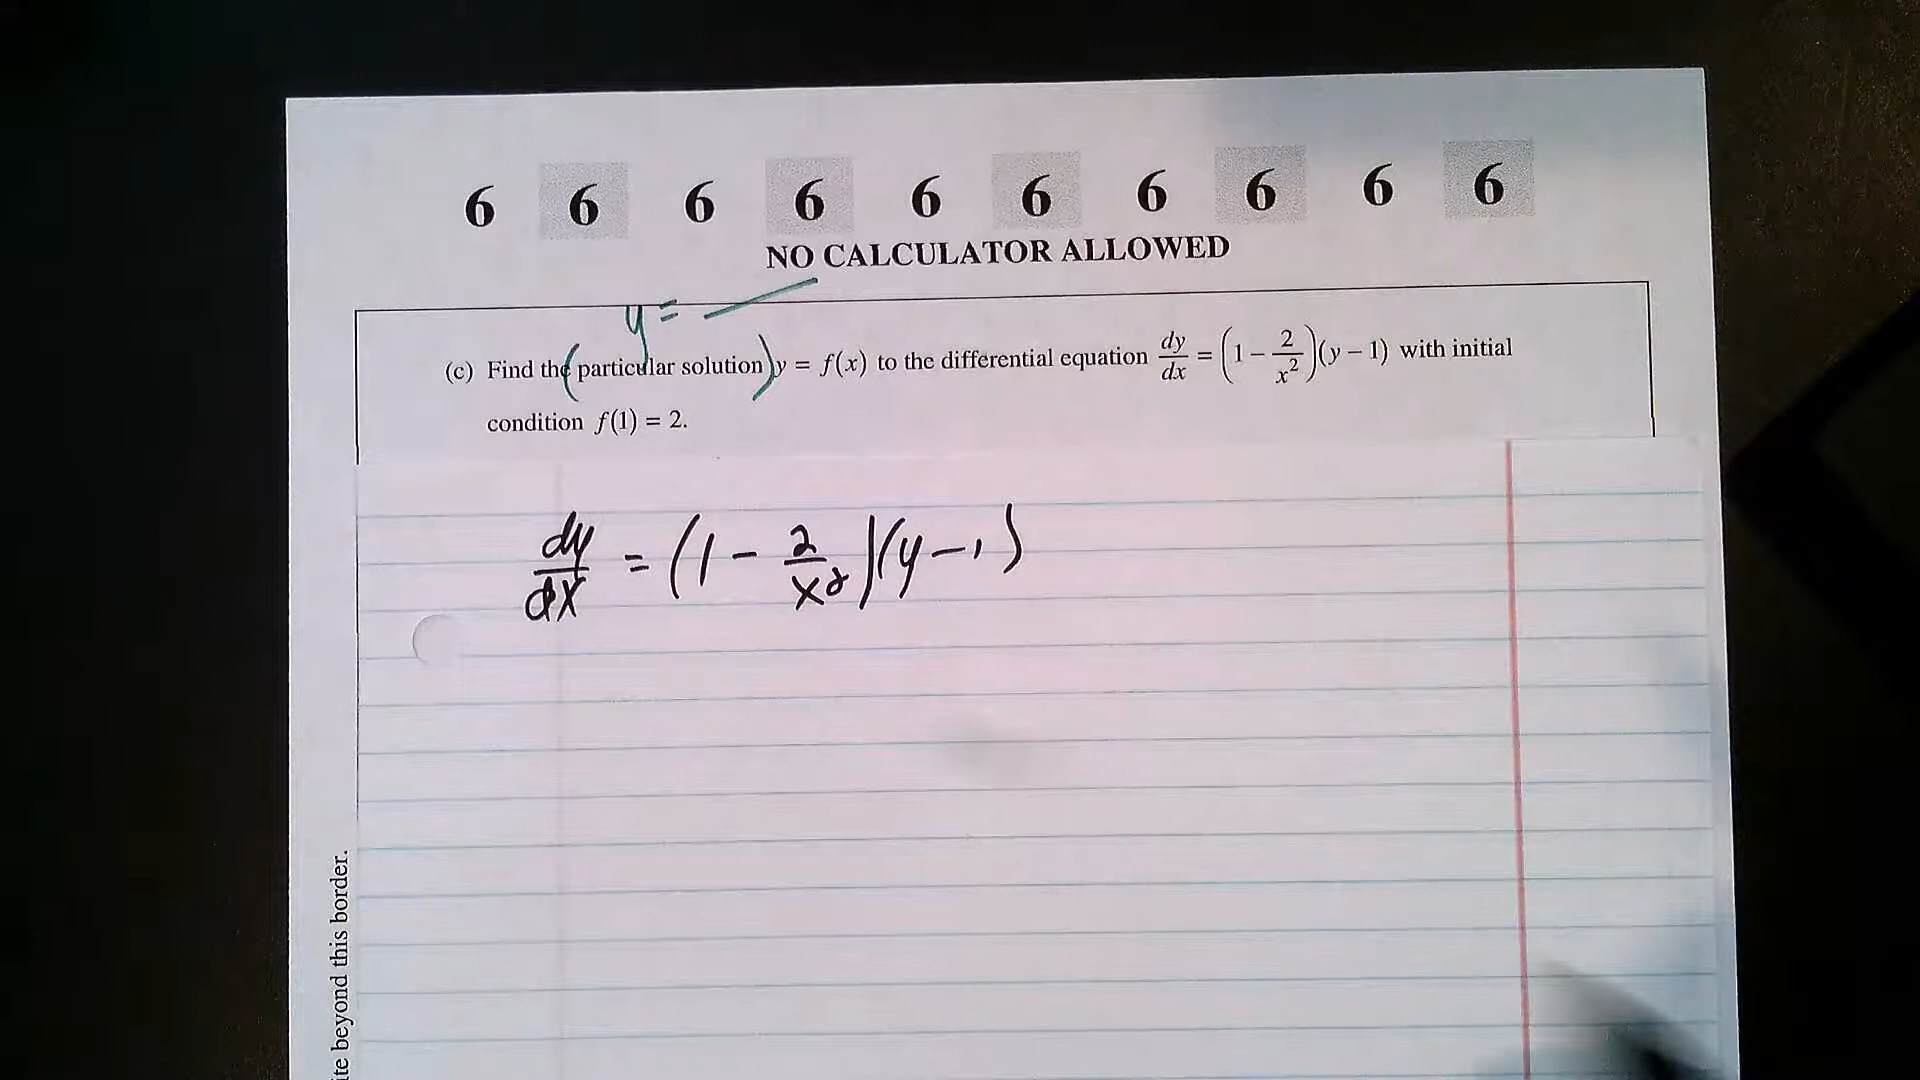 6 6 6 6 6 6 6 6 6 6
NO CALCULATOR ALLOWED
y =
(c) Find the (particular solution) y = f(x) to the differential equation dy/dx = (1 − 2/x²)(y − 1) with initial
condition f(1) = 2.
dy/dx = (1 − 2/x²)(y − 1)
beyond this border.